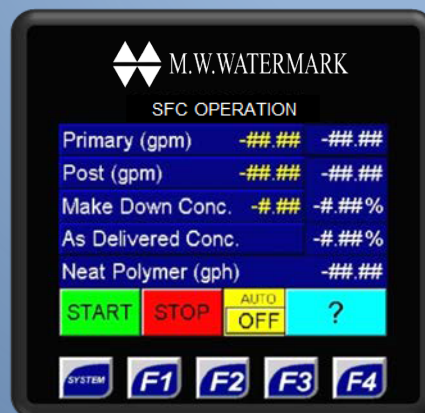 M.W.WATERMARK
SFC OPERATION
Primary (gpm) -##.## -##.##
Post (gpm) -##.## -##.##
Make Down Conc. -#.## -#.##%
As Delivered Conc. -#.##%
Neat Polymer (gph) -##.##
START STOP AUTO OFF ?
SYSTEM F1 F2 F3 F4